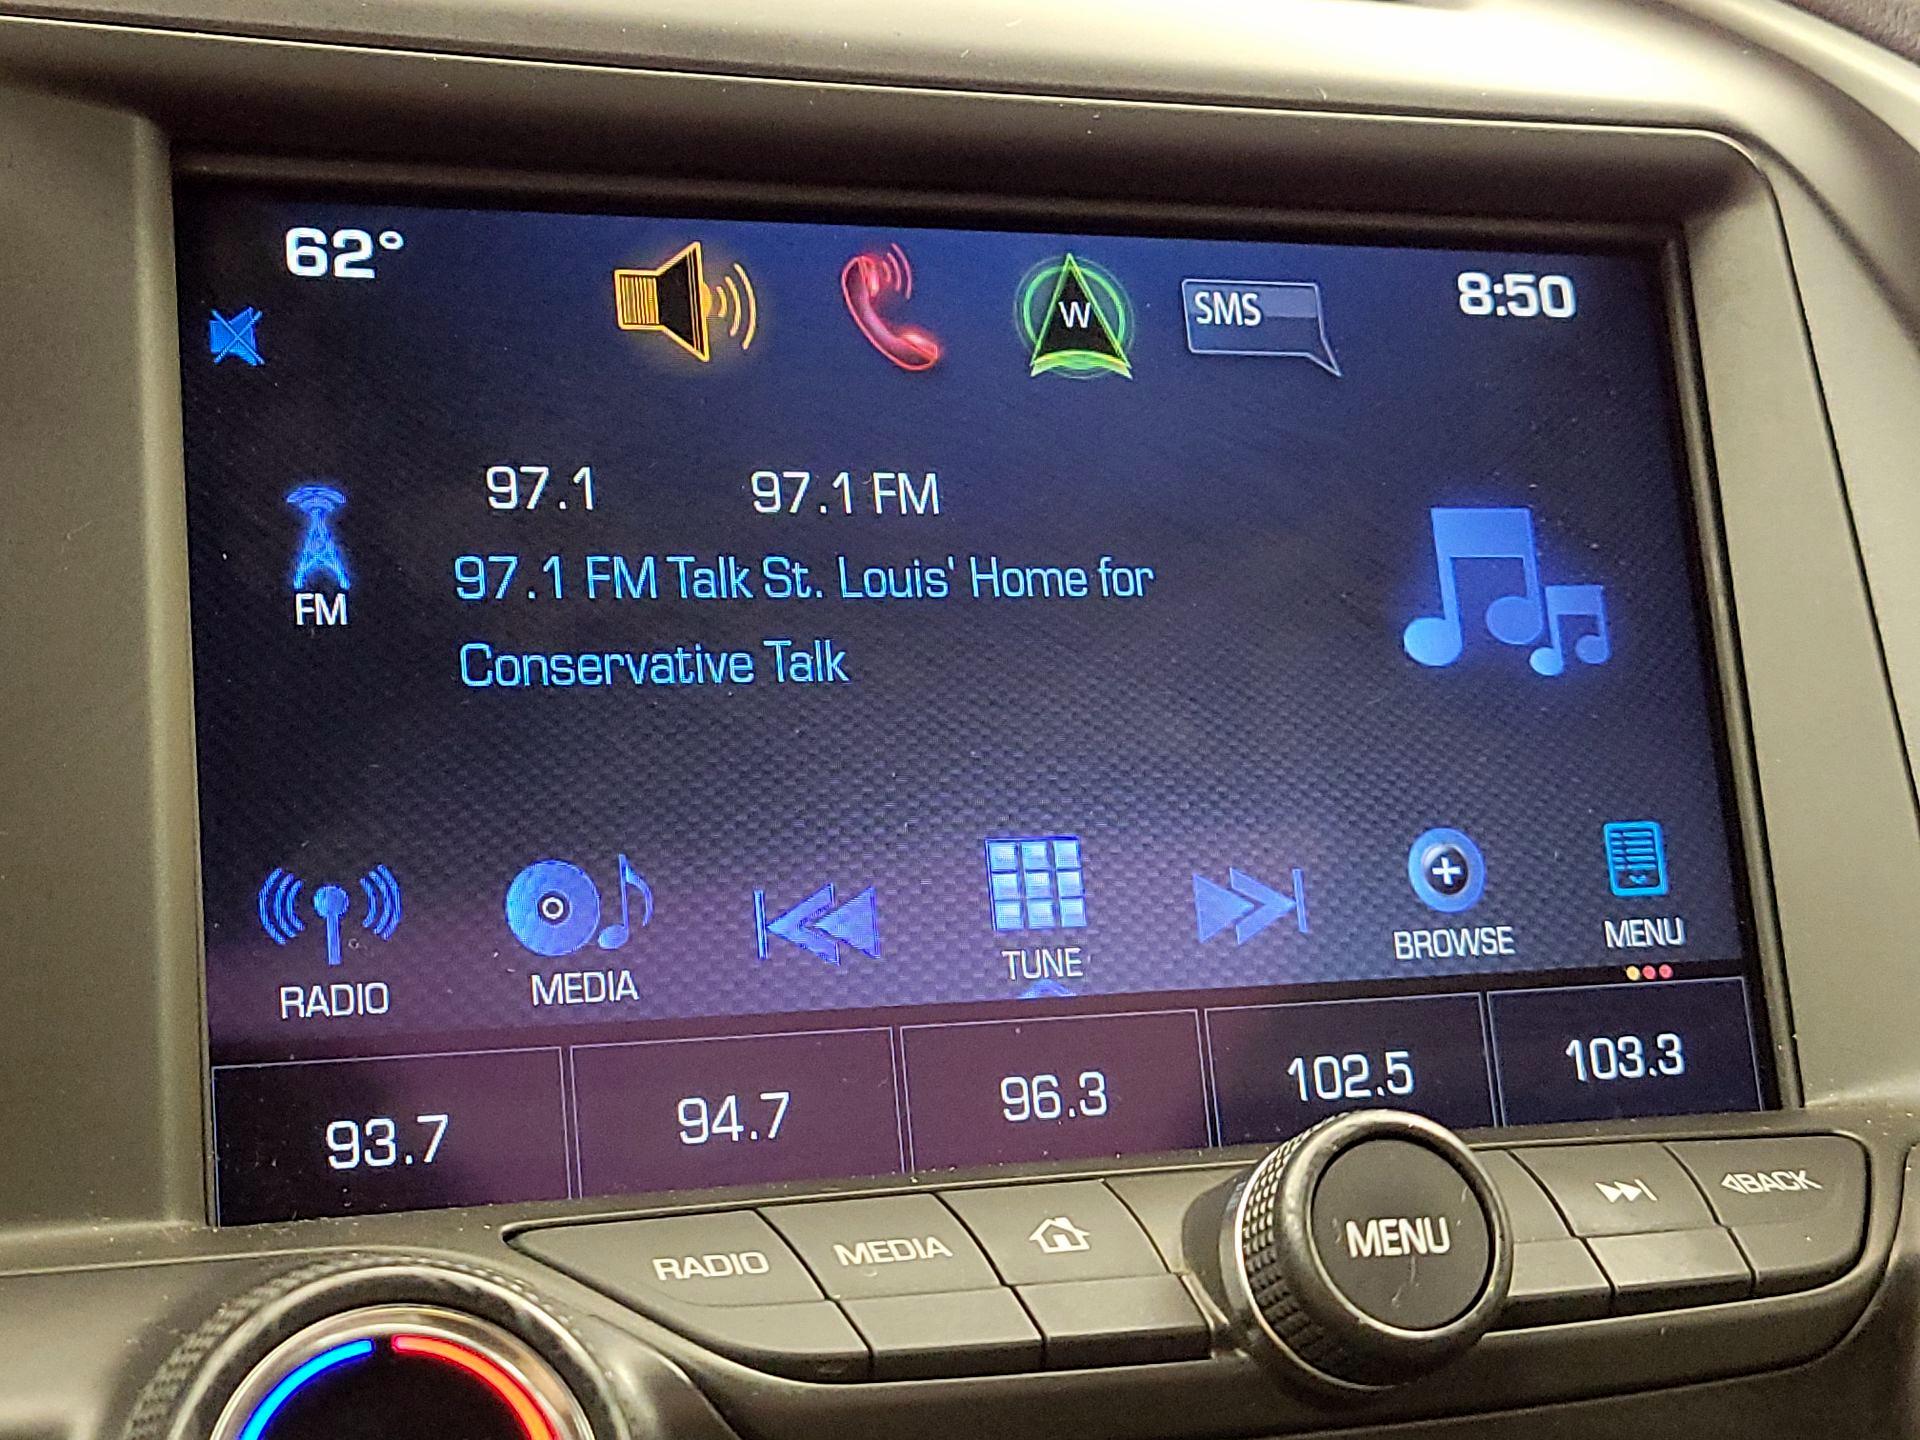 62°
W
SMS
8:50
97.1 97.1 FM
FM
97.1 FM Talk St. Louis' Home for
Conservative Talk
RADIO
MEDIA
TUNE
BROWSE
MENU
93.7
94.7
96.3
102.5
103.3
RADIO
MEDIA
MENU
BACK